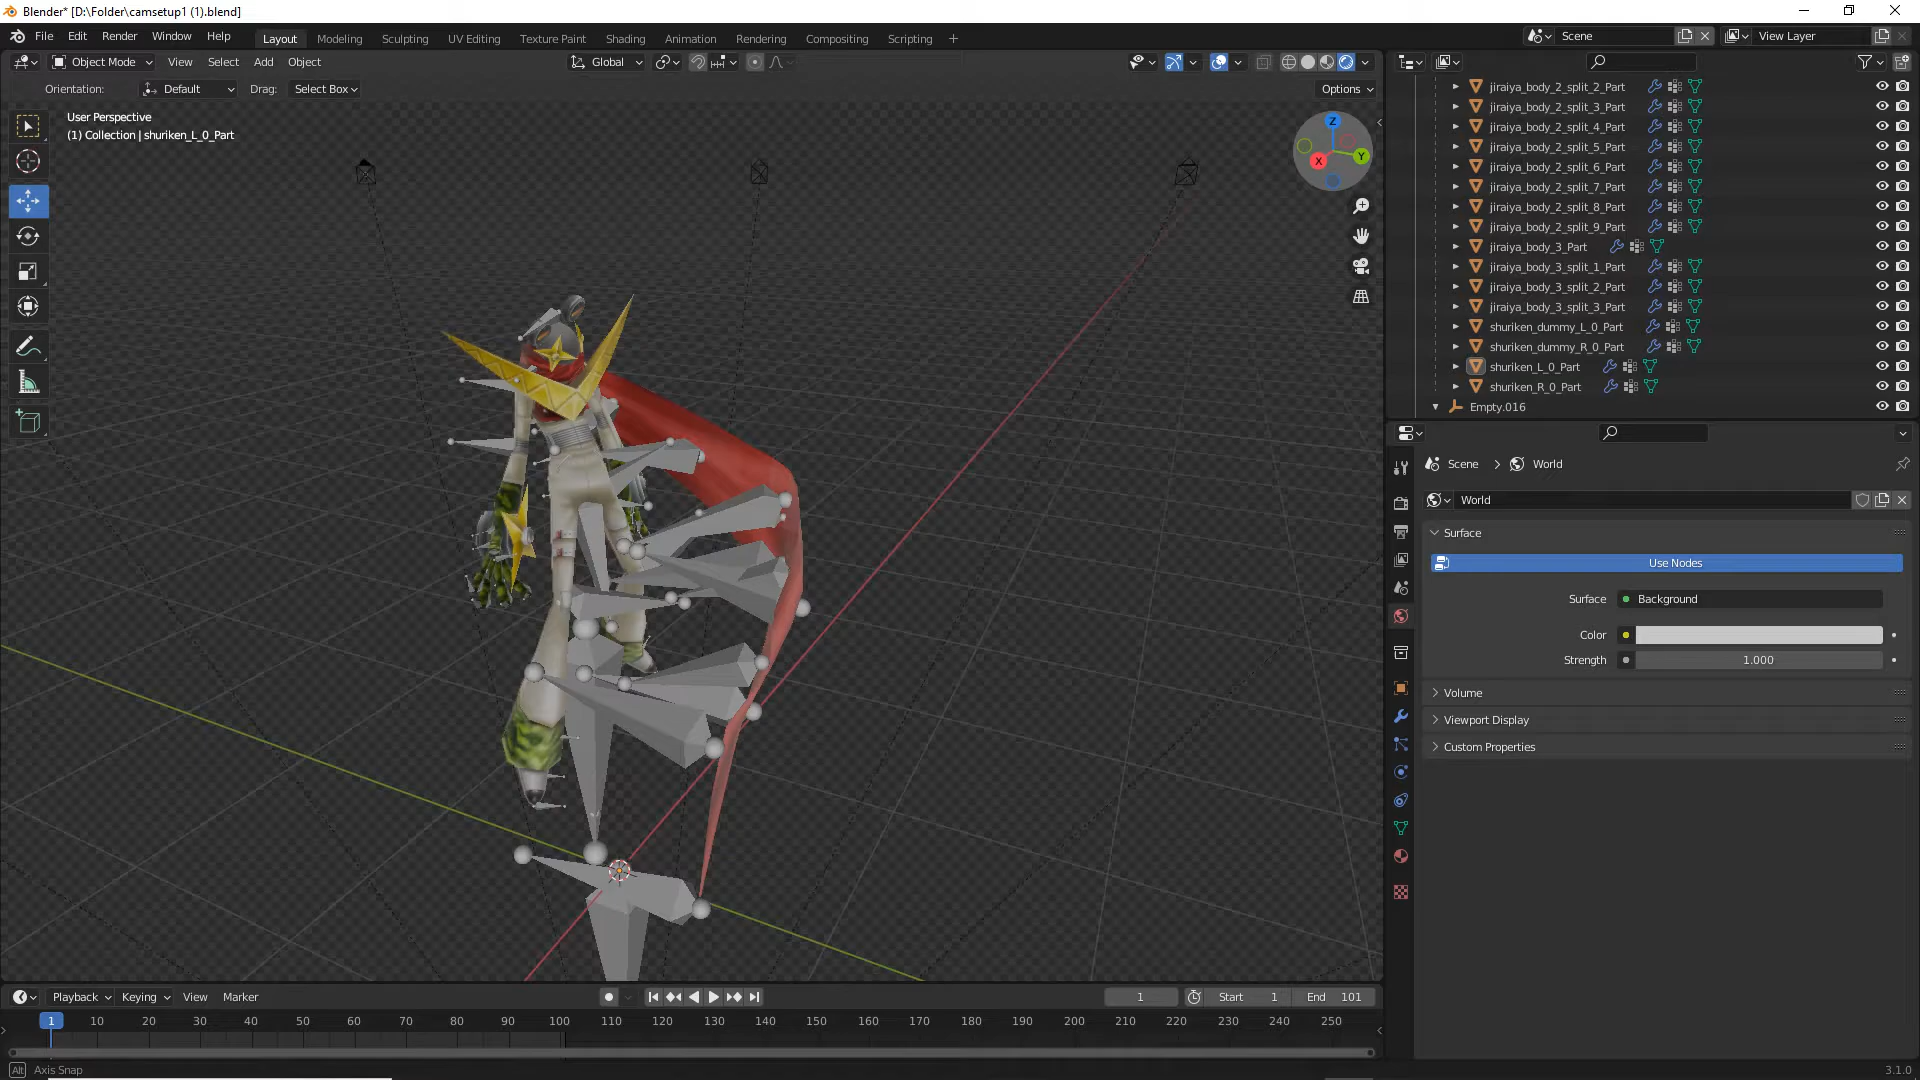 Blender* [D:\Folder\camsetup1 (1).blend]
File Edit Render Window Help Layout Modeling Sculpting UV Editing Texture Paint Shading Animation Rendering Compositing Scripting + Scene View Layer
Object Mode View Select Add Object Global
Orientation: Default Drag: Select Box Options
User Perspective
(1) Collection | shuriken_L_0_Part
Z
Y
X
jiraiya_body_2_split_2_Part
jiraiya_body_2_split_3_Part
jiraiya_body_2_split_4_Part
jiraiya_body_2_split_5_Part
jiraiya_body_2_split_6_Part
jiraiya_body_2_split_7_Part
jiraiya_body_2_split_8_Part
jiraiya_body_2_split_9_Part
jiraiya_body_3_Part
jiraiya_body_3_split_1_Part
jiraiya_body_3_split_2_Part
jiraiya_body_3_split_3_Part
shuriken_dummy_L_0_Part
shuriken_dummy_R_0_Part
shuriken_L_0_Part
shuriken_R_0_Part
Empty.016
Scene > World
World
Surface
Use Nodes
Surface Background
Color
Strength 1.000
Volume
Viewport Display
Custom Properties
Playback Keying View Marker 1 Start 1 End 101
1 10 20 30 40 50 60 70 80 90 100 110 120 130 140 150 160 170 180 190 200 210 220 230 240 250
Alt Axis Snap 3.1.0